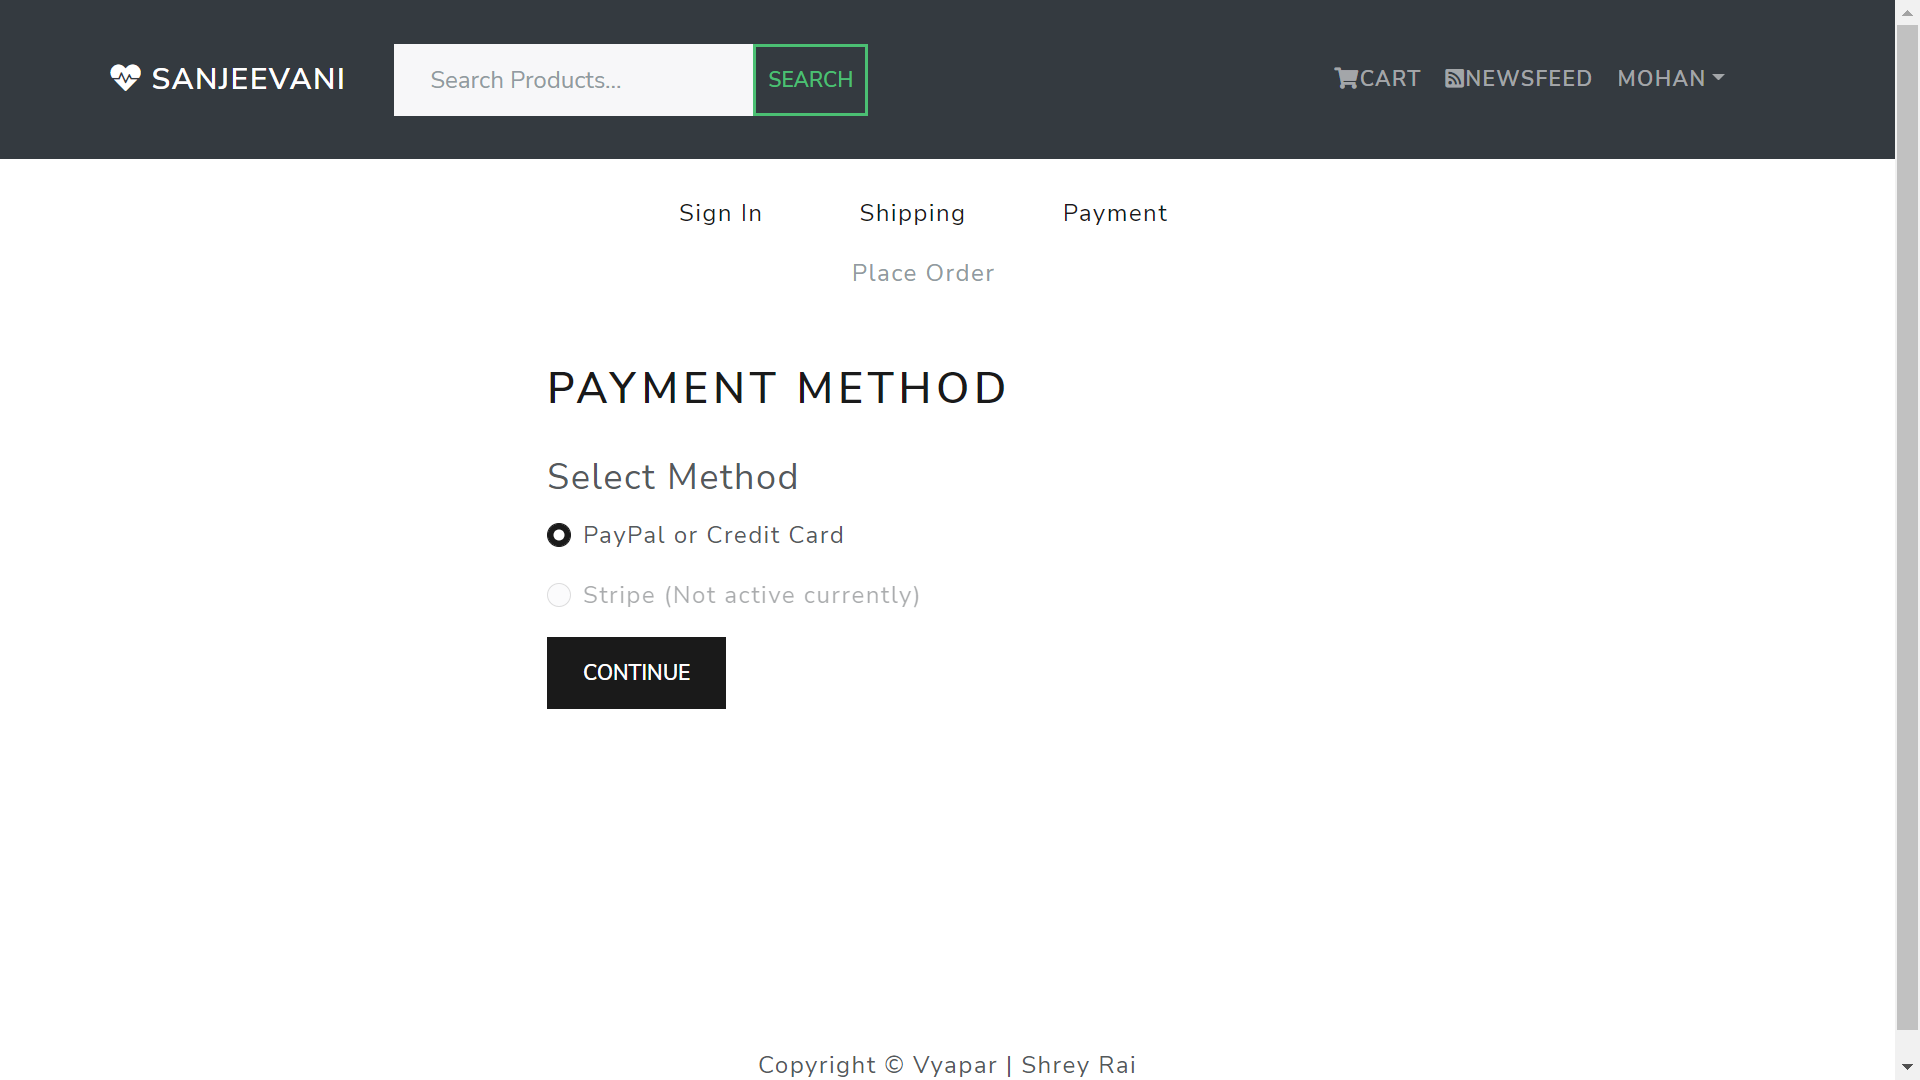 SANJEEVANI Search Products... SEARCH CART NEWSFEED MOHAN
Sign In Shipping Payment
Place Order
PAYMENT METHOD
Select Method
PayPal or Credit Card
Stripe (Not active currently)
CONTINUE
Copyright © Vyapar | Shrey Rai